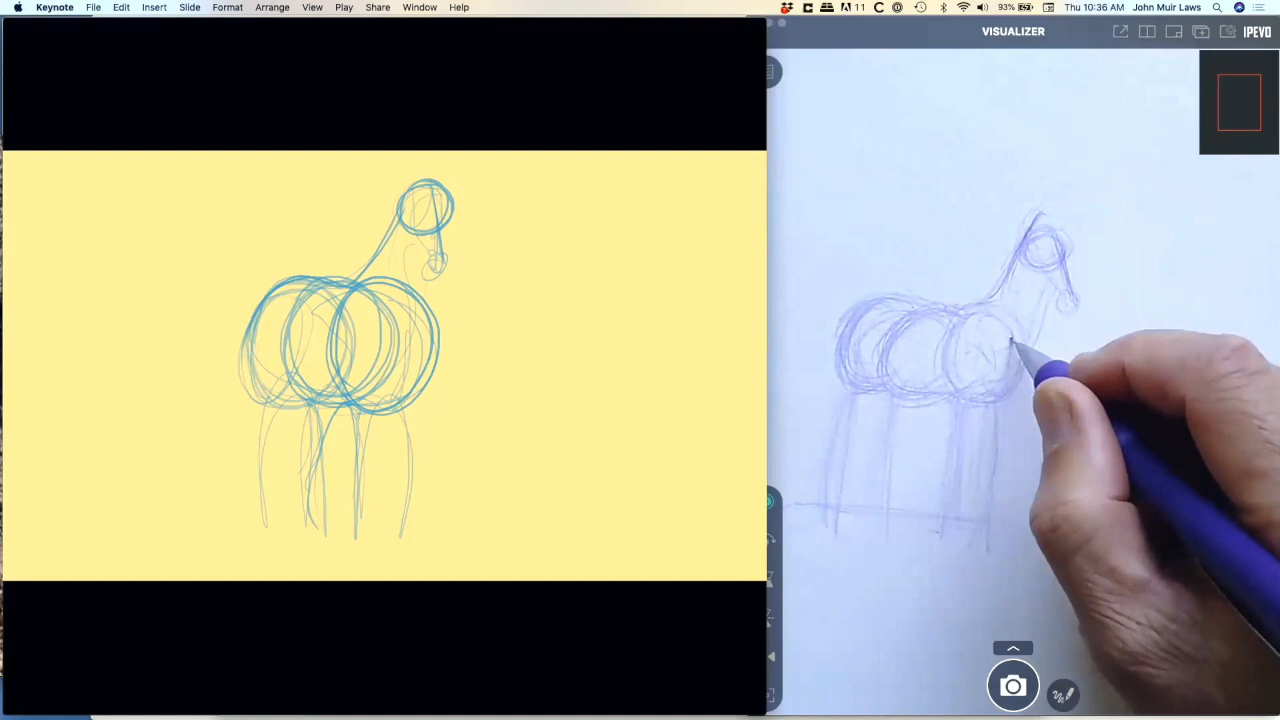 Keynote File Edit Insert Slide Format Arrange View Play Share Window Help 11 93% Thu 10:36 AM John Muir Laws
VISUALIZER
IPEVO